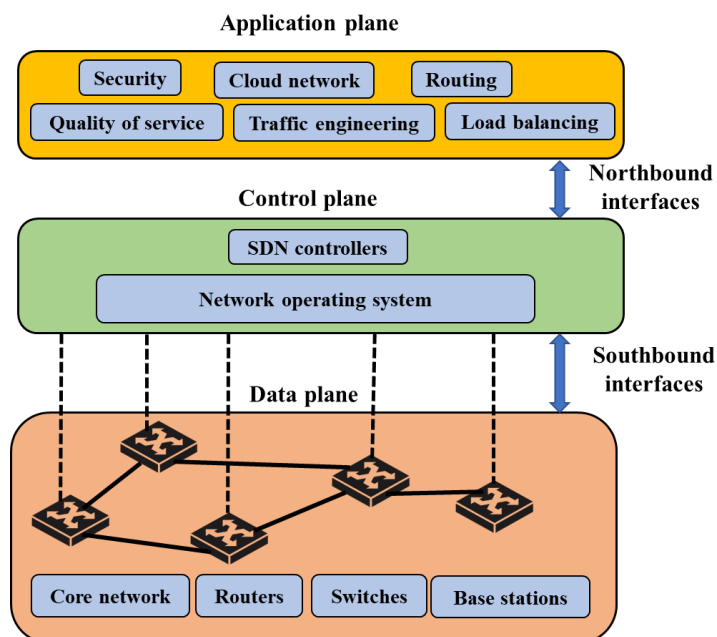 Application plane
Security
Cloud network
Routing
Quality of service
Traffic engineering
Load balancing
Northbound
interfaces
Control plane
SDN controllers
Network operating system
Southbound
interfaces
Data plane
Core network
Routers
Switches
Base stations